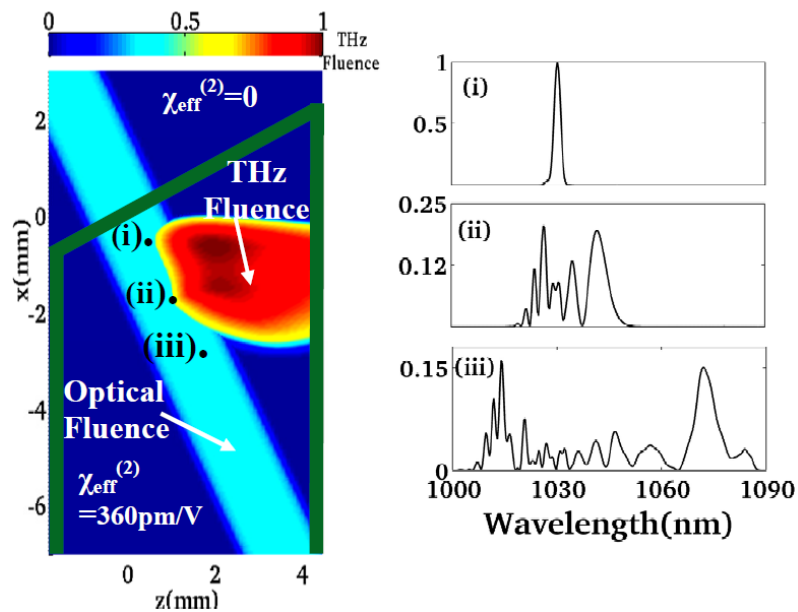 0 0.5 1
THz
Fluence
χeff(2)=0
2
0
-2
-4
-6
x(mm)
THz
Fluence
(i).
(ii).
(iii).
Optical
Fluence
χeff(2)
=360pm/V
0 2 4
z(mm)
(i)
1
0.5
(ii)
0.25
0.12
(iii)
0.15
0
1000 1030 1060 1090
Wavelength(nm)